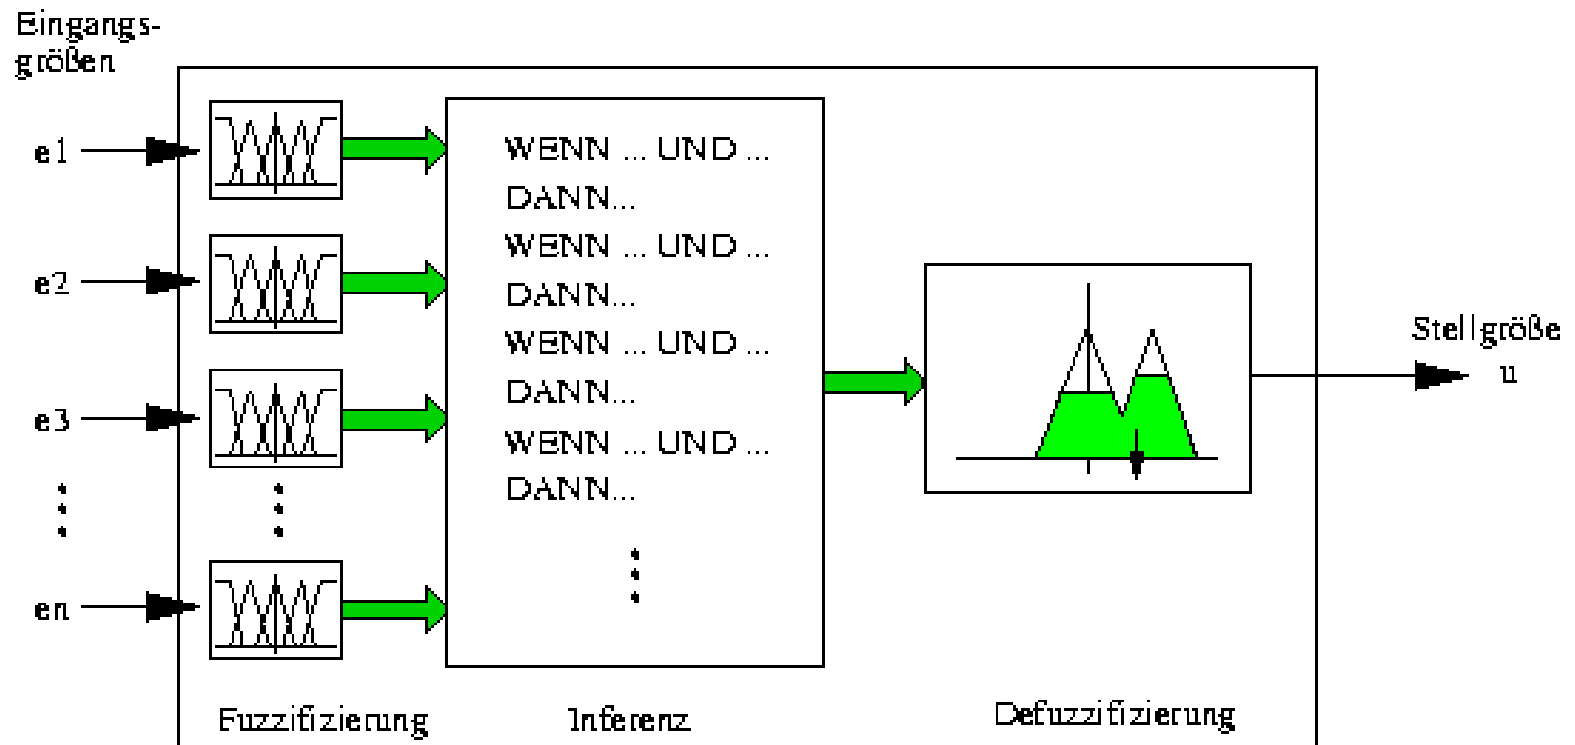 Eingangs-
größen
e1
e2
e3
en
WENN ... UND ...
DANN...
WENN ... UND ...
DANN...
WENN ... UND ...
DANN...
WENN ... UND ...
DANN...
Stellgröße
u
Fuzzifizierung
Inferenz
Defuzzifizierung